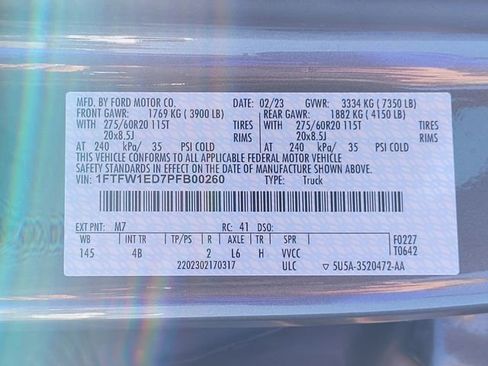 MFD. BY FORD MOTOR CO. DATE: 02/23 GVWR: 3334 KG ( 7350 LB)
FRONT GAWR: 1769 KG ( 3900 LB) REAR GAWR: 1882 KG ( 4150 LB)
WITH 275/60R20 115T TIRES WITH 275/60R20 115T TIRES
20x8.5J RIMS 20x8.5J RIMS
AT 240 kPa/ 35 PSI COLD AT 240 kPa/ 35 PSI COLD
THIS VEHICLE CONFORMS TO ALL APPLICABLE FEDERAL MOTOR VEHICLE
SAFETY STANDARDS IN EFFECT ON THE DATE OF MANUFACTURE SHOWN ABOVE.
VIN: 1FTFW1ED7PFB00260 TYPE: Truck
EXT PNT: M7 RC: 41 DSO:
WB INT TR TP/PS R AXLE TR SPR F0227
145 4B 2 L6 H VVCC T0642
2202302170317 ULC ▽ 5U5A-3520472-AA